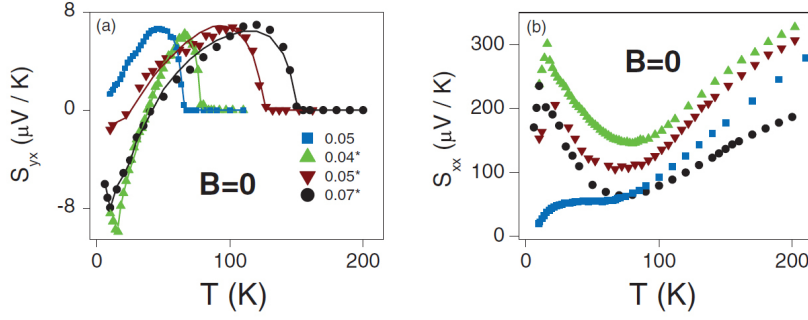 (a)
8
0
-8
S_yx (μV / K)
B=0
0.05
0.04*
0.05*
0.07*
0 100 200
T (K)
(b)
300
200
100
0
S_xx (μV / K)
B=0
0 100 200
T (K)